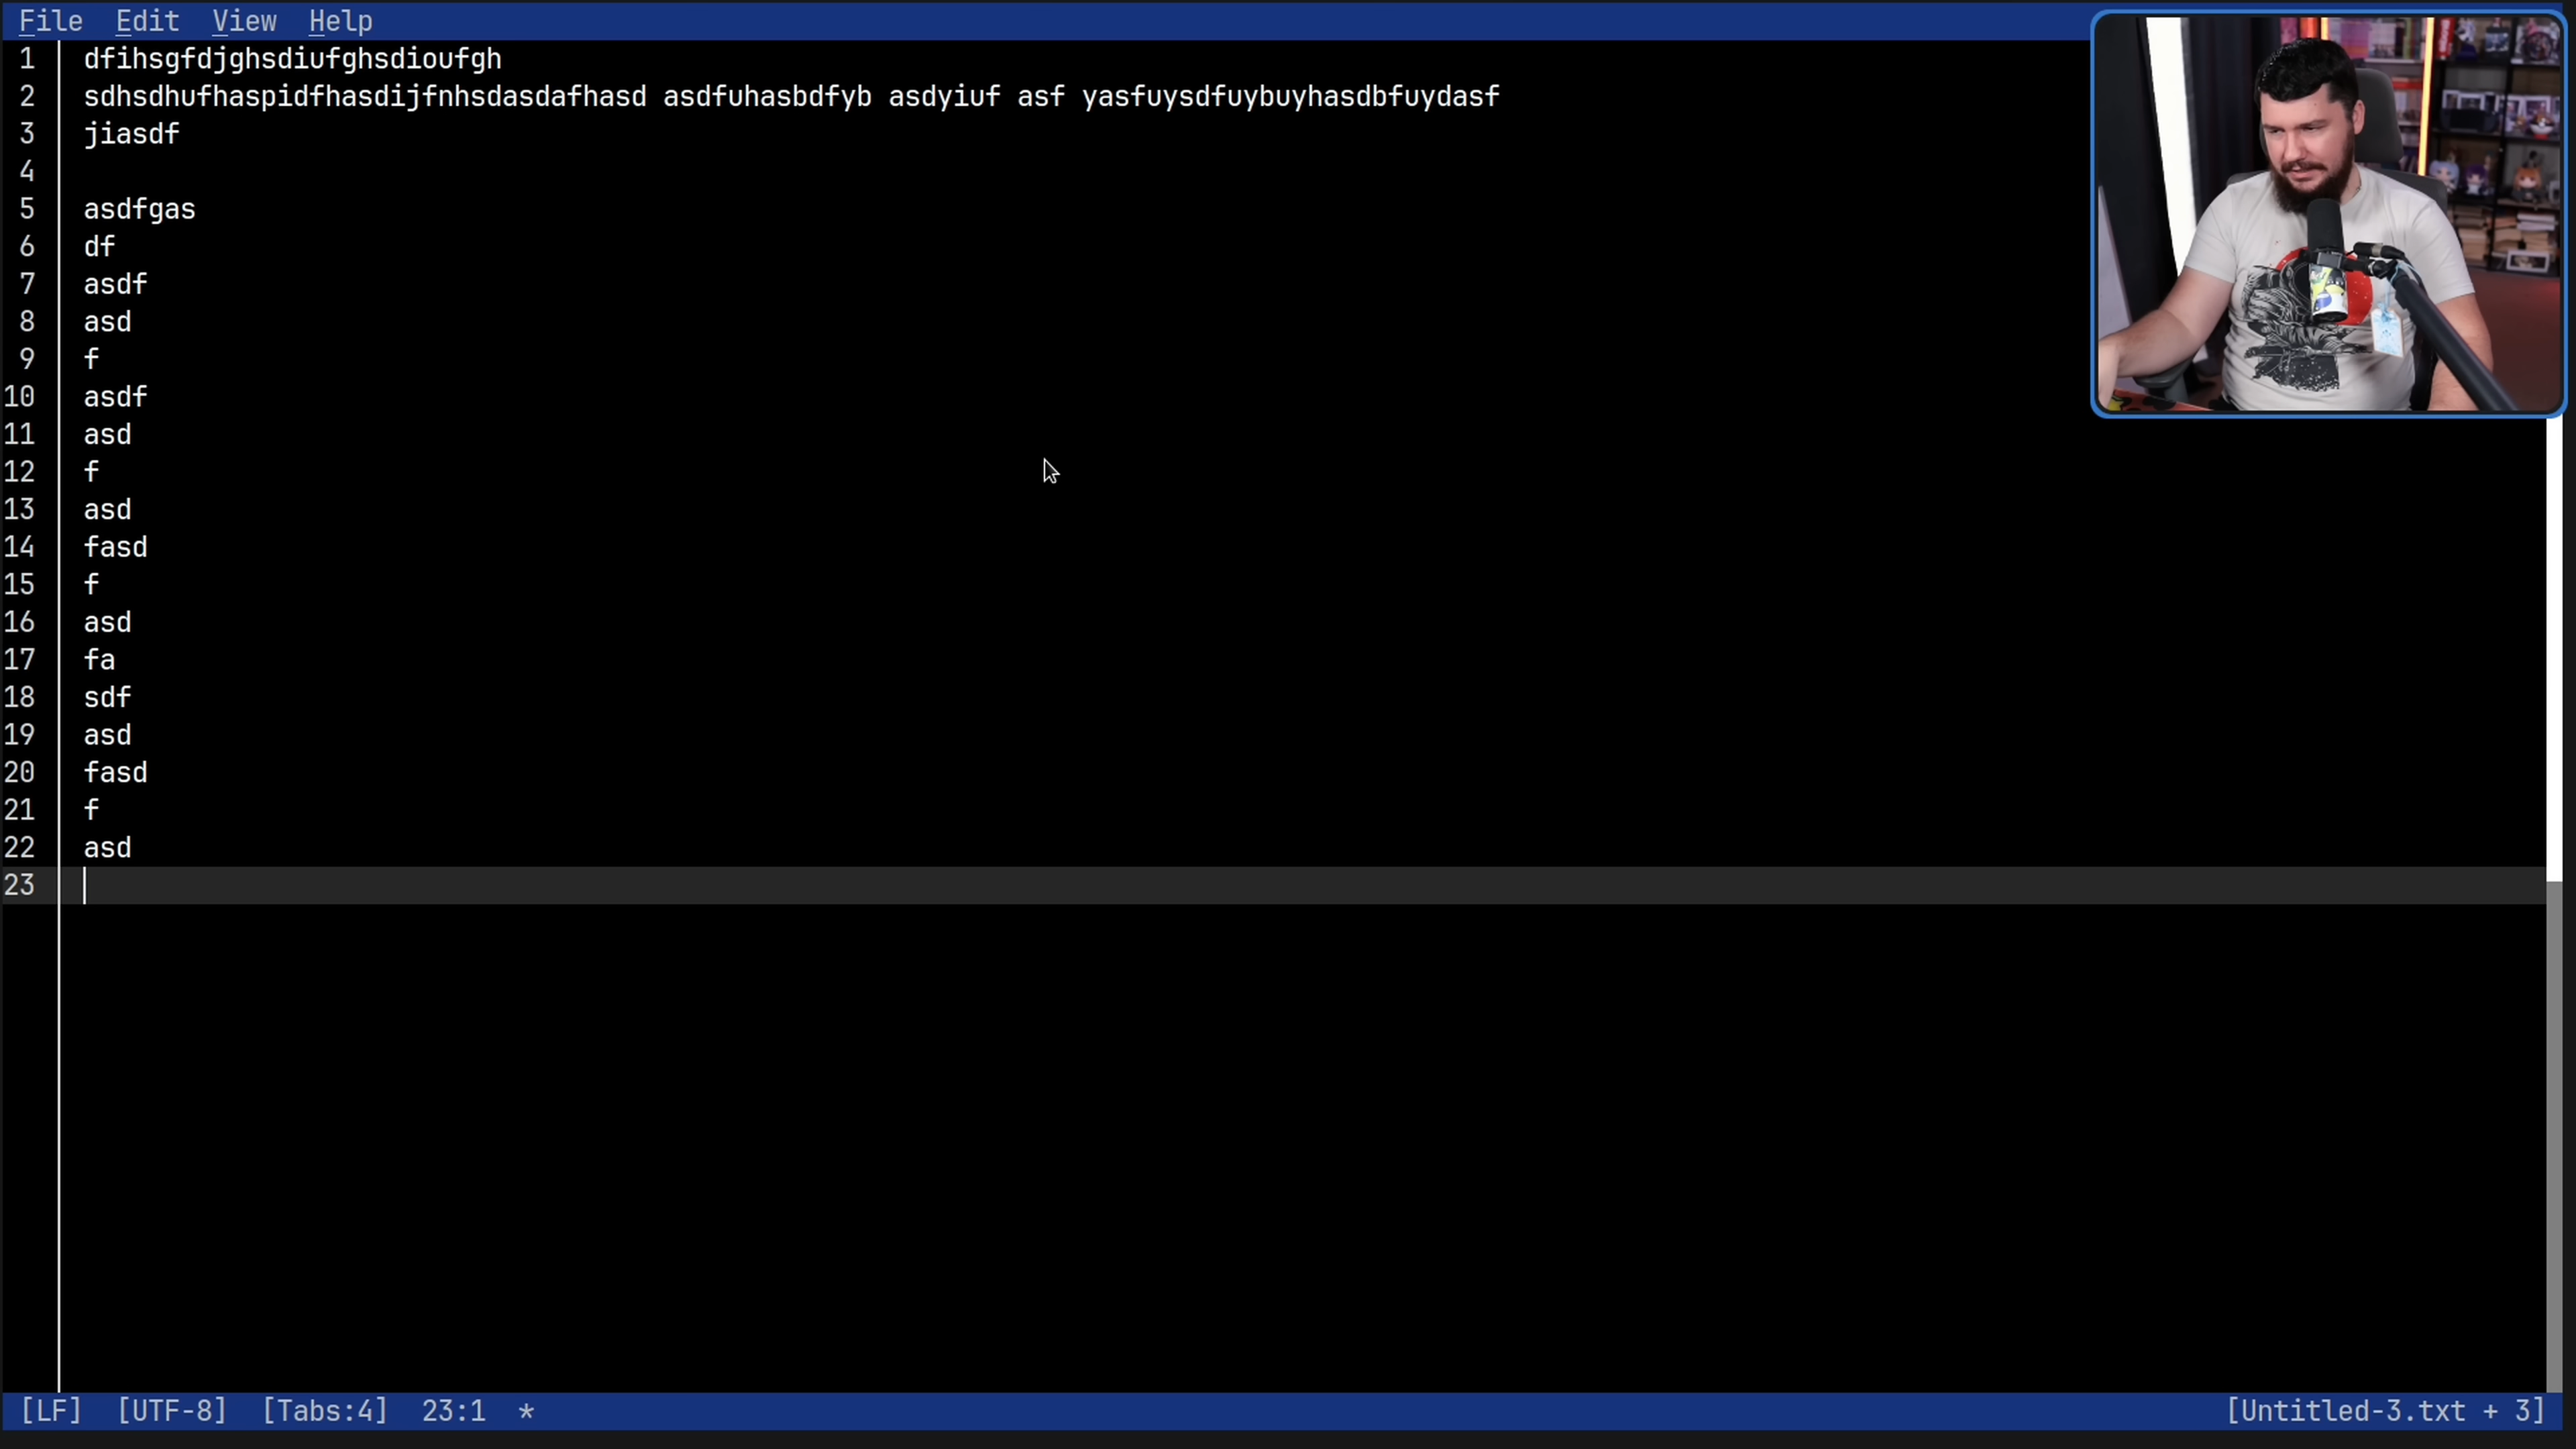 File Edit View Help
1 dfihsgfdjghsdiufghsdioufgh
2 sdhsdhufhaspidfhasdijfnhsdasdafhasd asdfuhasbdfyb asdyiuf asf yasfuysdfuybuyhasdbfuydasf
3 jiasdf
4
5 asdfgas
6 df
7 asdf
8 asd
9 f
10 asdf
11 asd
12 f
13 asd
14 fasd
15 f
16 asd
17 fa
18 sdf
19 asd
20 fasd
21 f
22 asd
23
[LF] [UTF-8] [Tabs:4] 23:1 * [Untitled-3.txt + 3]